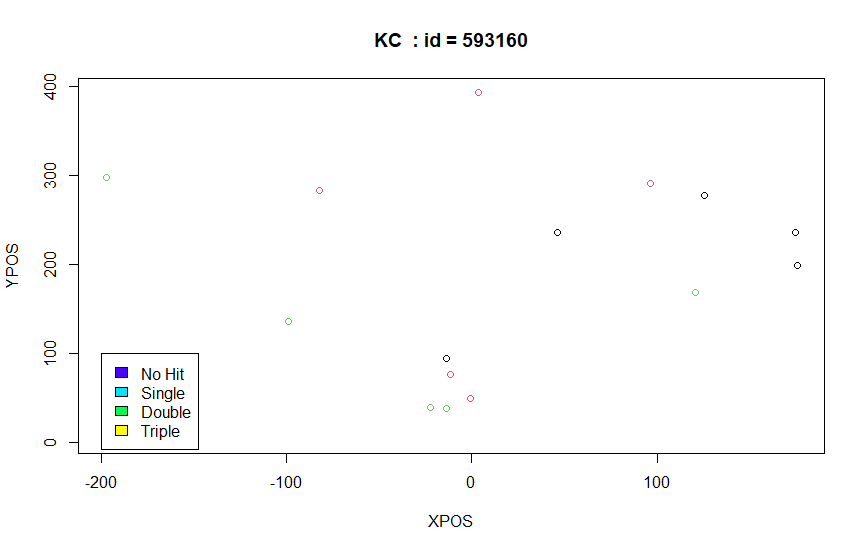 KC : id = 593160
400
300
200
100
0
YPOS
No Hit
Single
Double
Triple
-200 -100 0 100
XPOS